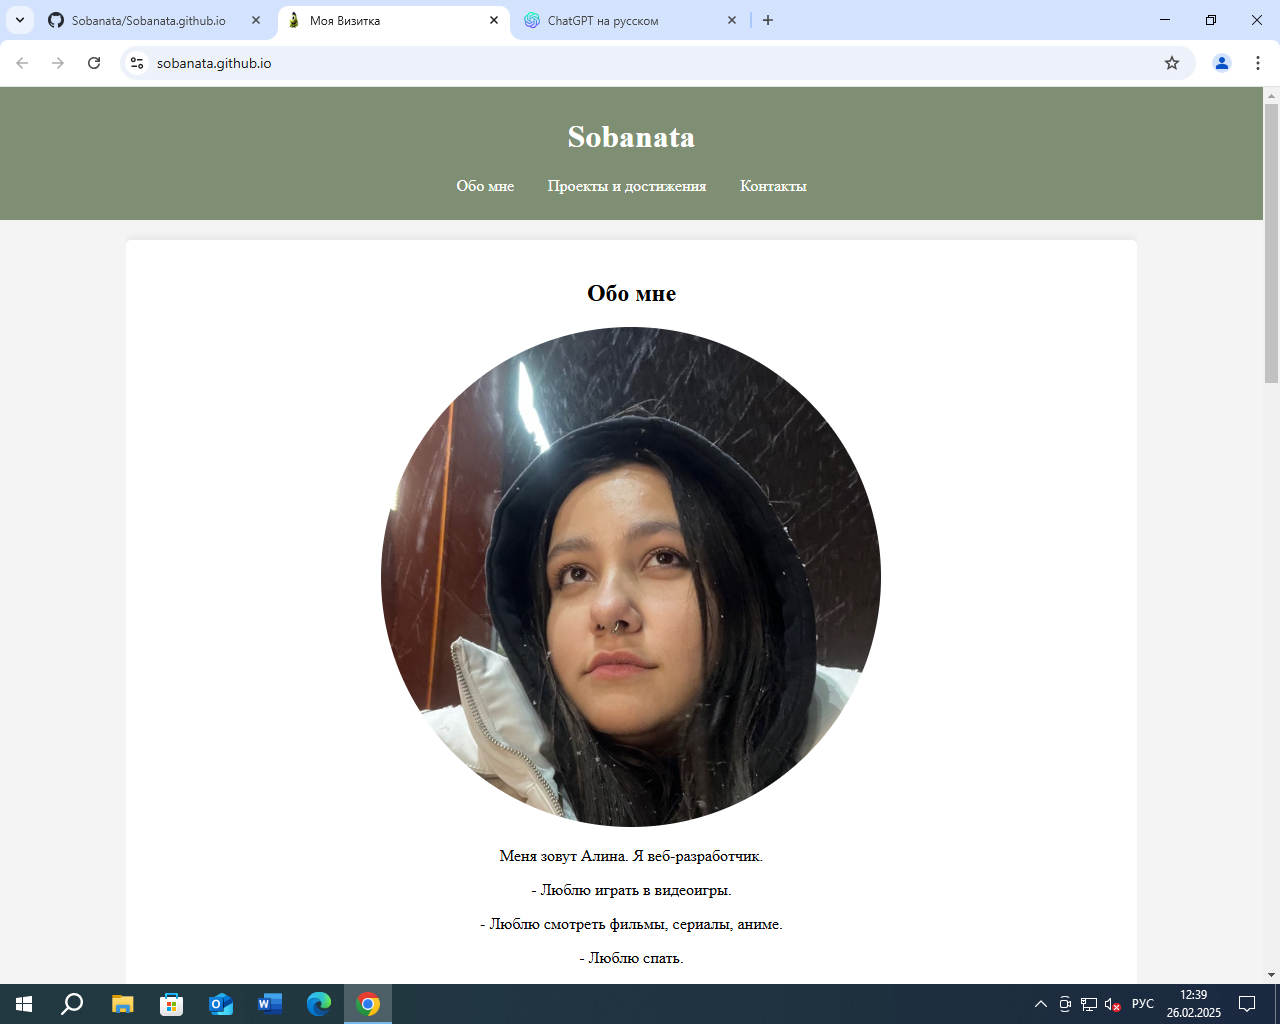 Sobanata/Sobanata.github.io
Моя Визитка
ChatGPT на русском
sobanata.github.io
Sobanata
Обо мне
Проекты и достижения
Контакты
Обо мне
Меня зовут Алина. Я веб-разработчик.
- Люблю играть в видеоигры.
- Люблю смотреть фильмы, сериалы, аниме.
- Люблю спать.
РУС
12:39
26.02.2025